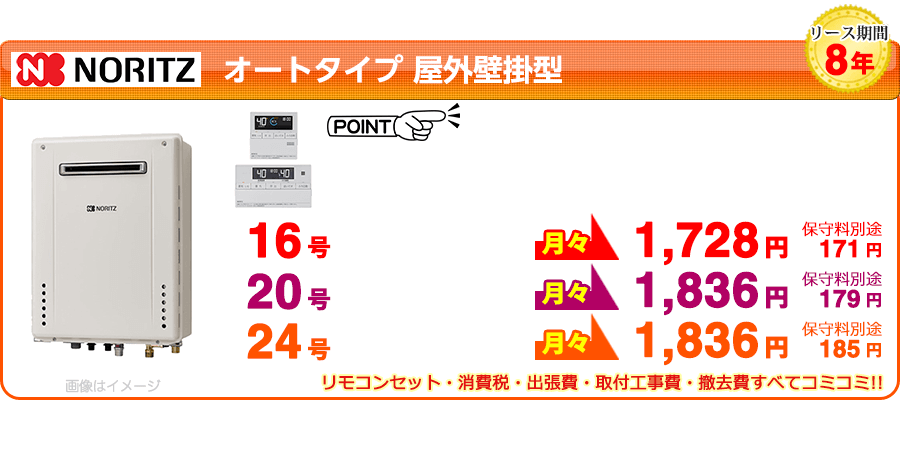 リース期間
8年
NORITZ オートタイプ 屋外壁掛型
POINT
NORITZ
16号 月々 1,728円 保守料別途 171円
20号 月々 1,836円 保守料別途 179円
24号 月々 1,836円 保守料別途 185円
画像はイメージ
リモコンセット・消費税・出張費・取付工事費・撤去費すべてコミコミ!!